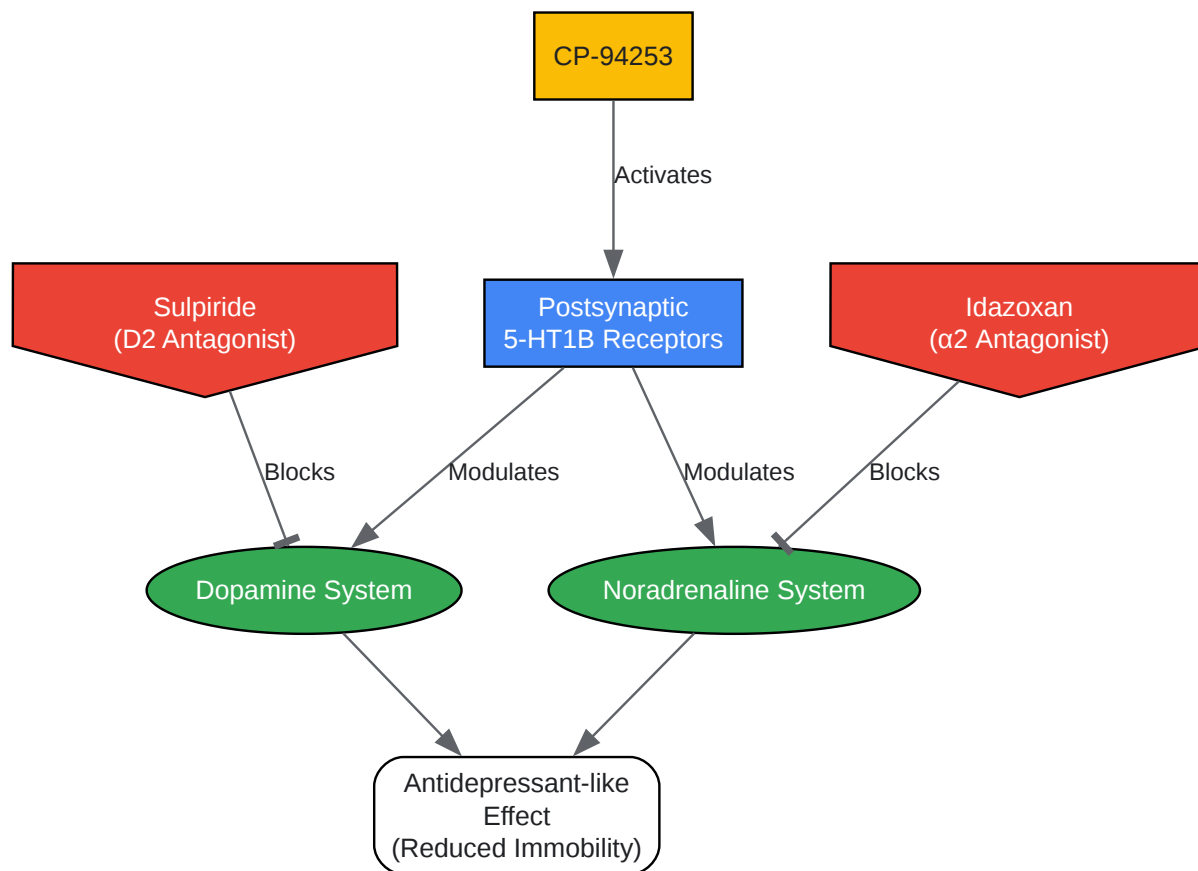 CP-94253
Activates
Sulpiride
(D2 Antagonist)
Postsynaptic
5-HT1B Receptors
Idazoxan
(α2 Antagonist)
Blocks
Modulates
Modulates
Blocks
Dopamine System
Noradrenaline System
Antidepressant-like
Effect
(Reduced Immobility)